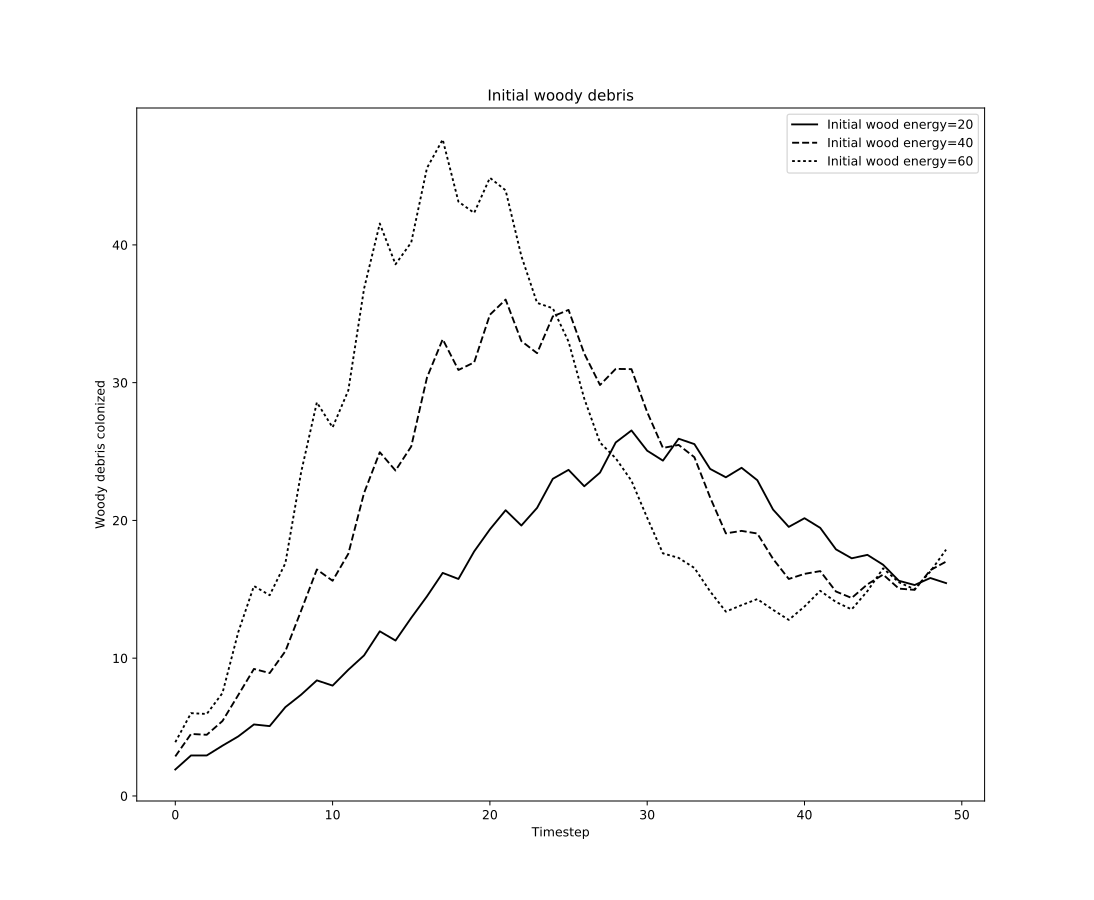 Initial woody debris
Initial wood energy=20
Initial wood energy=40
Initial wood energy=60
Woody debris colonized
40
30
20
10
0
0 10 20 30 40 50
Timestep